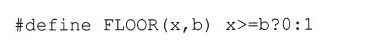 #define FLOOR(x,b) x>=b?0:1